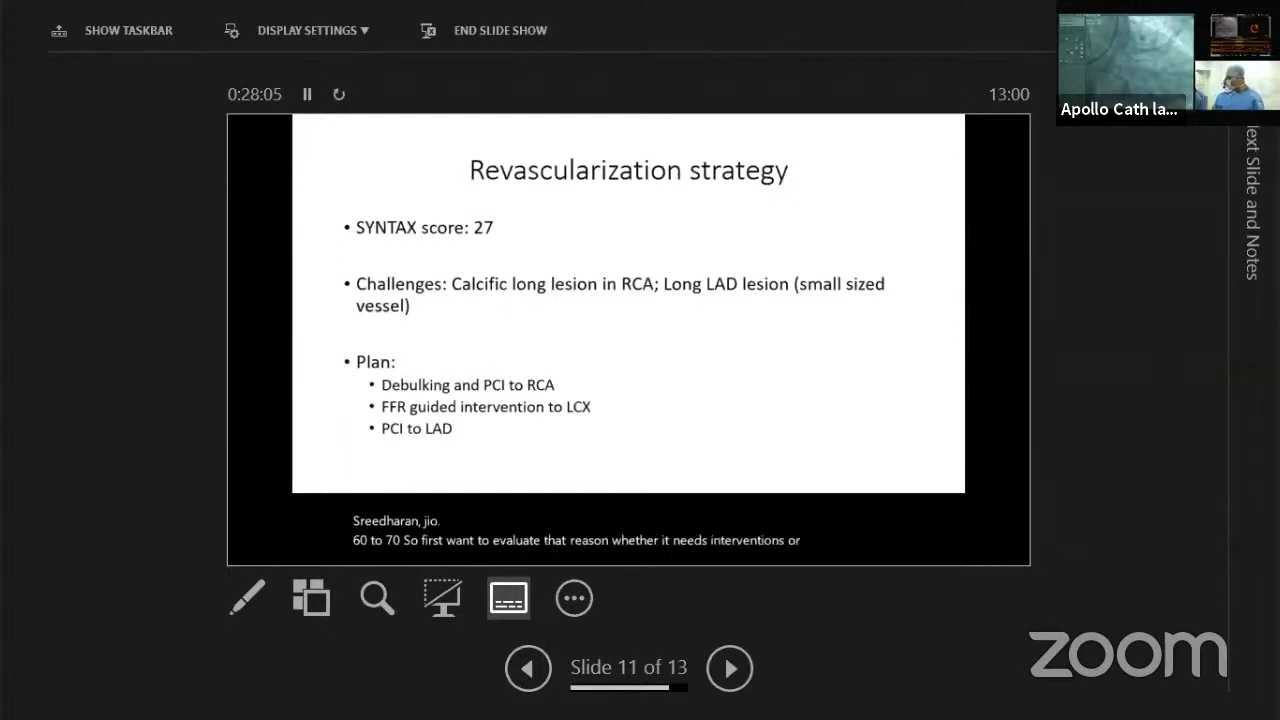 SHOW TASKBAR
DISPLAY SETTINGS ▼
END SLIDE SHOW
0:28:05
13:00
Apollo Cath la...
Revascularization strategy
• SYNTAX score: 27
• Challenges: Calcific long lesion in RCA; Long LAD lesion (small sized
vessel)
• Plan:
• Debulking and PCI to RCA
• FFR guided intervention to LCX
• PCI to LAD
Sreedharan, jio.
60 to 70 So first want to evaluate that reason whether it needs interventions or
Slide 11 of 13
Slide and Notes
zoom